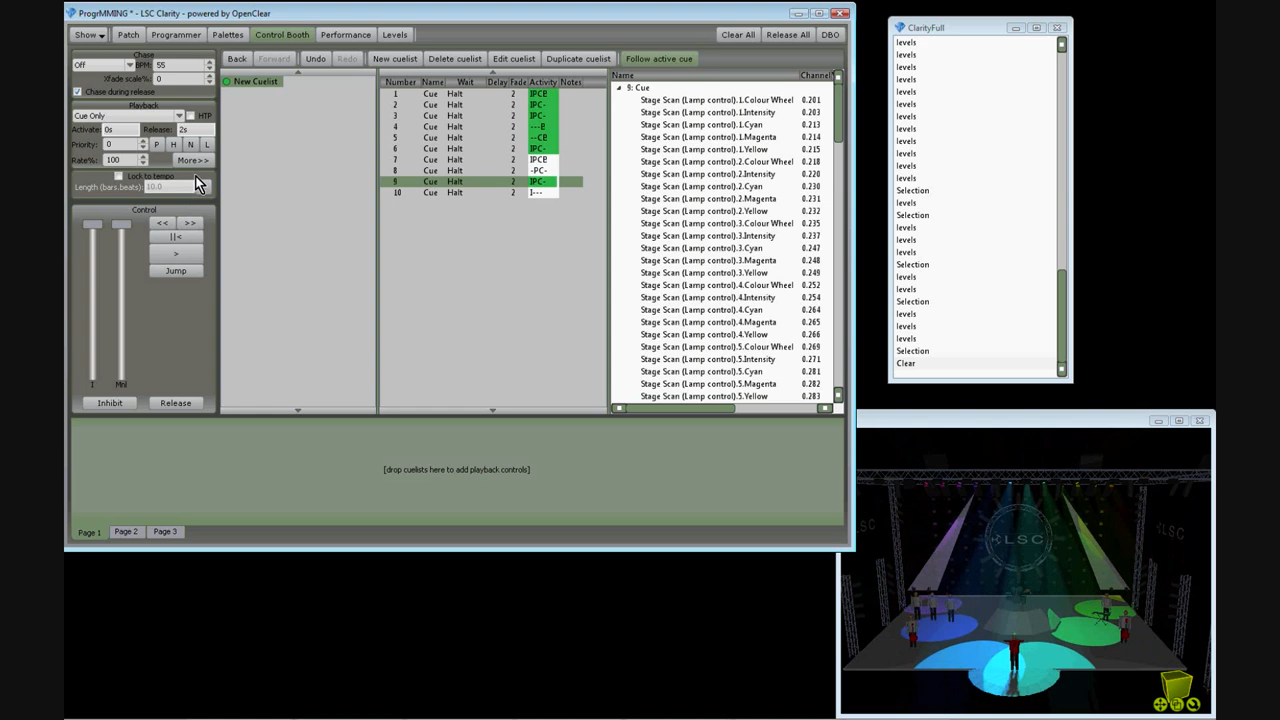 ProgrMMING * - LSC Clarity - powered by OpenClear
Show Patch Programmer Palettes Control Booth Performance Levels Clear All Release All DBO
Chase
Off BPM: 55
Xfade scale% 0
Chase during release
Playback
Cue Only HTP
Activate: 0s Release: 2s
Priority: 0 P H N L
Rate%: 100 More>>
Lock to tempo
Length (bars.beats): 10.0
Control
<< >>
||<
>
Jump
I Mnl
Inhibit Release
Back Forward Undo Redo New cuelist Delete cuelist Edit cuelist Duplicate cuelist Follow active cue
New Cuelist
Number Name Wait Delay Fade Activity Notes
1 Cue Halt 2 IPCB
2 Cue Halt 2 IPC-
3 Cue Halt 2 IPC-
4 Cue Halt 2 ---B
5 Cue Halt 2 --CB
6 Cue Halt 2 IPC-
7 Cue Halt 2 IPCB
8 Cue Halt 2 -PC-
9 Cue Halt 2 IPC-
10 Cue Halt 2 I---
Name Channel
9: Cue
Stage Scan (Lamp control).1.Colour Wheel 0.201
Stage Scan (Lamp control).1.Intensity 0.203
Stage Scan (Lamp control).1.Cyan 0.213
Stage Scan (Lamp control).1.Magenta 0.214
Stage Scan (Lamp control).1.Yellow 0.215
Stage Scan (Lamp control).2.Colour Wheel 0.218
Stage Scan (Lamp control).2.Intensity 0.220
Stage Scan (Lamp control).2.Cyan 0.230
Stage Scan (Lamp control).2.Magenta 0.231
Stage Scan (Lamp control).2.Yellow 0.232
Stage Scan (Lamp control).3.Colour Wheel 0.235
Stage Scan (Lamp control).3.Intensity 0.237
Stage Scan (Lamp control).3.Cyan 0.247
Stage Scan (Lamp control).3.Magenta 0.248
Stage Scan (Lamp control).3.Yellow 0.249
Stage Scan (Lamp control).4.Colour Wheel 0.252
Stage Scan (Lamp control).4.Intensity 0.254
Stage Scan (Lamp control).4.Cyan 0.264
Stage Scan (Lamp control).4.Magenta 0.265
Stage Scan (Lamp control).4.Yellow 0.266
Stage Scan (Lamp control).5.Colour Wheel 0.269
Stage Scan (Lamp control).5.Intensity 0.271
Stage Scan (Lamp control).5.Cyan 0.281
Stage Scan (Lamp control).5.Magenta 0.282
Stage Scan (Lamp control).5.Yellow 0.283
[drop cuelists here to add playback controls]
Page 1 Page 2 Page 3
ClarityFull
levels
levels
levels
levels
levels
levels
levels
levels
levels
levels
levels
levels
Selection
levels
Selection
levels
levels
levels
Selection
levels
levels
Selection
levels
levels
levels
Selection
Clear
LSC
LSC
LSC